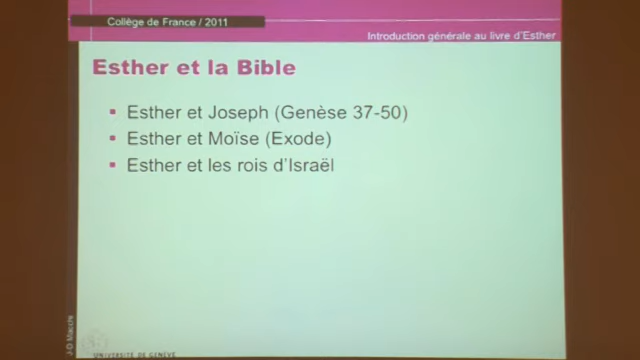 Collège de France / 2011
Introduction générale au livre d'Esther
Esther et la Bible
Esther et Joseph (Genèse 37-50)
Esther et Moïse (Exode)
Esther et les rois d'Israël
J-D Macchi
UNIVERSITÉ DE GENÈVE